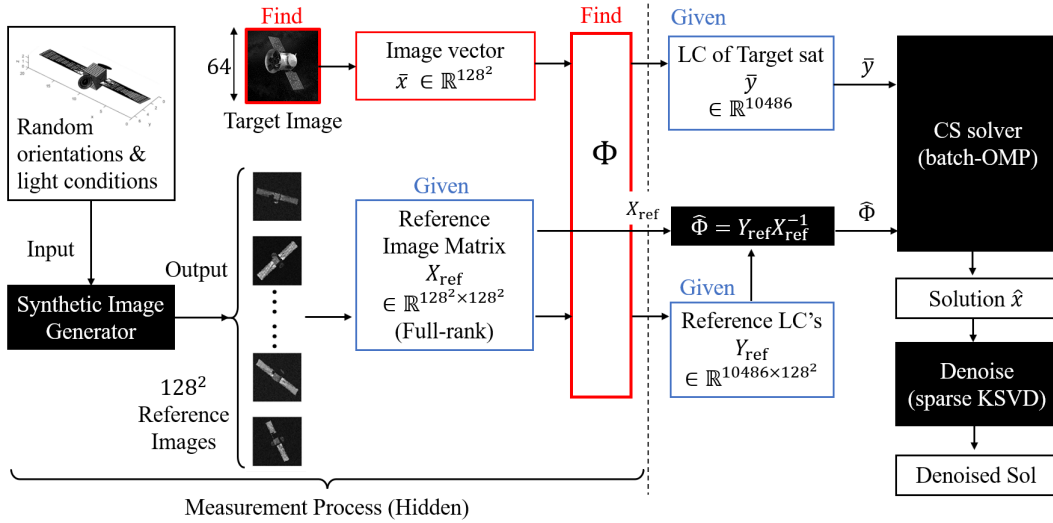 Random
orientations &
light conditions
Input
Synthetic Image
Generator
Output
128²
Reference
Images
Find
64
Target Image
Image vector
x̄ ∈ ℝ^{128²}
Given
Reference
Image Matrix
X_ref
∈ ℝ^{128²×128²}
(Full-rank)
Find
Φ
Measurement Process (Hidden)
Given
LC of Target sat
ȳ
∈ ℝ^{10486}
ȳ
X_ref
Φ̂ = Y_ref X_ref^{-1}
Φ̂
Given
Reference LC's
Y_ref
∈ ℝ^{10486×128²}
CS solver
(batch-OMP)
Solution x̂
Denoise
(sparse KSVD)
Denoised Sol